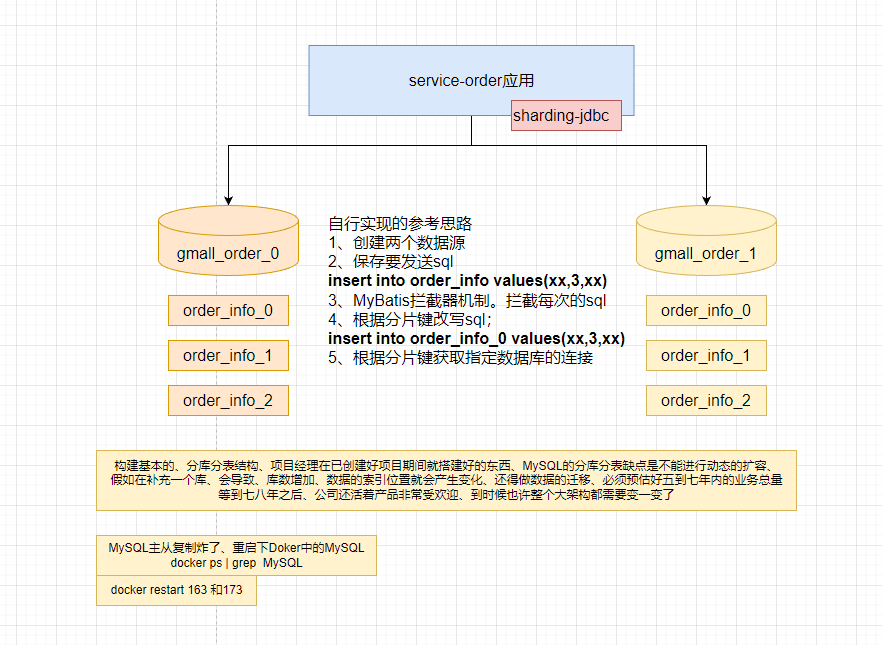 service-order应用
sharding-jdbc
gmall_order_0
order_info_0
order_info_1
order_info_2
自行实现的参考思路
1、创建两个数据源
2、保存要发送sql
insert into order_info values(xx,3,xx)
3、MyBatis拦截器机制。拦截每次的sql
4、根据分片键改写sql;
insert into order_info_0 values(xx,3,xx)
5、根据分片键获取指定数据库的连接
gmall_order_1
order_info_0
order_info_1
order_info_2
构建基本的、分库分表结构、项目经理在已创建好项目期间就搭建好的东西、MySQL的分库分表缺点是不能进行动态的扩容、
假如在补充一个库、会导致、库数增加、数据的索引位置就会产生变化、还得做数据的迁移、必须预估好五到七年内的业务总量
等到七八年之后、公司还活着产品非常受欢迎、到时候也许整个大架构都需要变一变了
MySQL主从复制炸了、重启下Doker中的MySQL
docker ps | grep MySQL
docker restart 163 和173